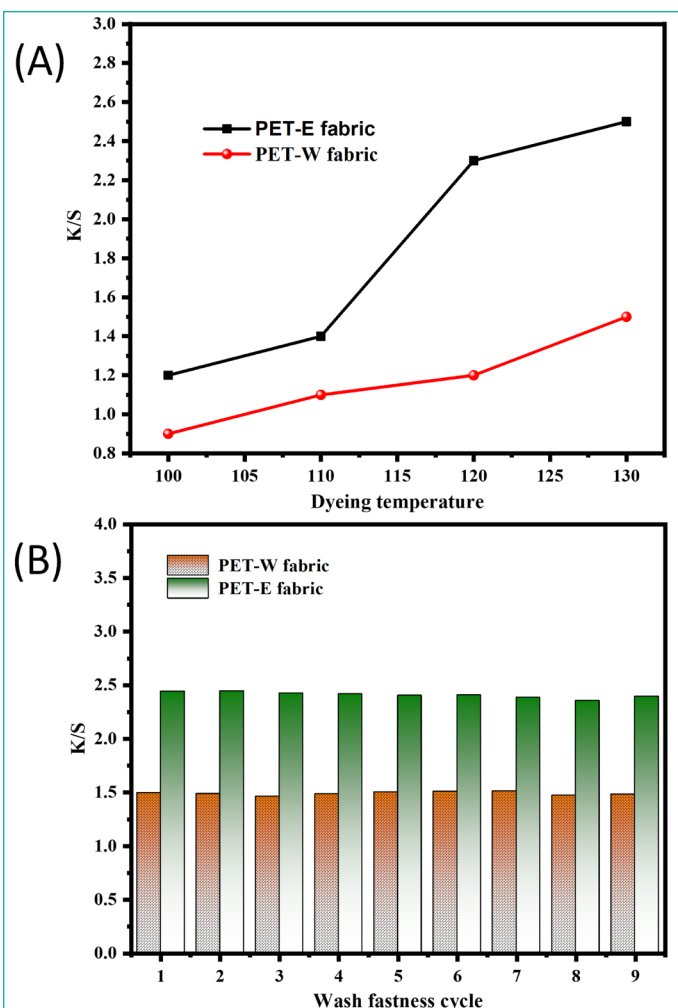 (A)
3.0
2.8
2.6
2.4
2.2
2.0
1.8
1.6
1.4
1.2
1.0
0.8
K/S
PET-E fabric
PET-W fabric
100 105 110 115 120 125 130
Dyeing temperature
(B)
4.0
3.5
3.0
2.5
2.0
1.5
1.0
0.5
0.0
K/S
PET-W fabric
PET-E fabric
1 2 3 4 5 6 7 8 9
Wash fastness cycle